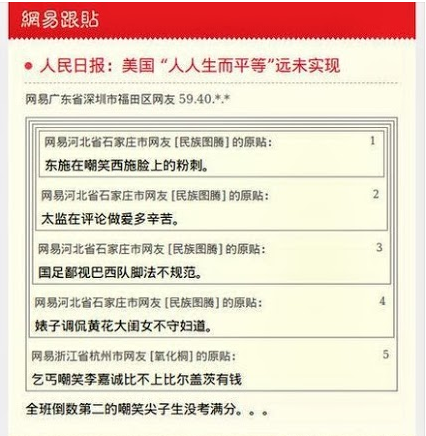 網易跟貼
人民日报：美国“人人生而平等”远未实现
网易广东省深圳市福田区网友 59.40.*.*
网易河北省石家庄市网友 [民族图腾] 的原贴： 1
东施在嘲笑西施脸上的粉刺。
网易河北省石家庄市网友 [民族图腾] 的原贴： 2
太监在评论做爱多辛苦。
网易河北省石家庄市网友 [民族图腾] 的原贴： 3
国足鄙视巴西队脚法不规范。
网易河北省石家庄市网友 [民族图腾] 的原贴： 4
婊子调侃黄花大闺女不守妇道。
网易浙江省杭州市网友 [氧化桐] 的原贴： 5
乞丐嘲笑李嘉诚比不上比尔盖茨有钱
全班倒数第二的嘲笑尖子生没考满分。。。